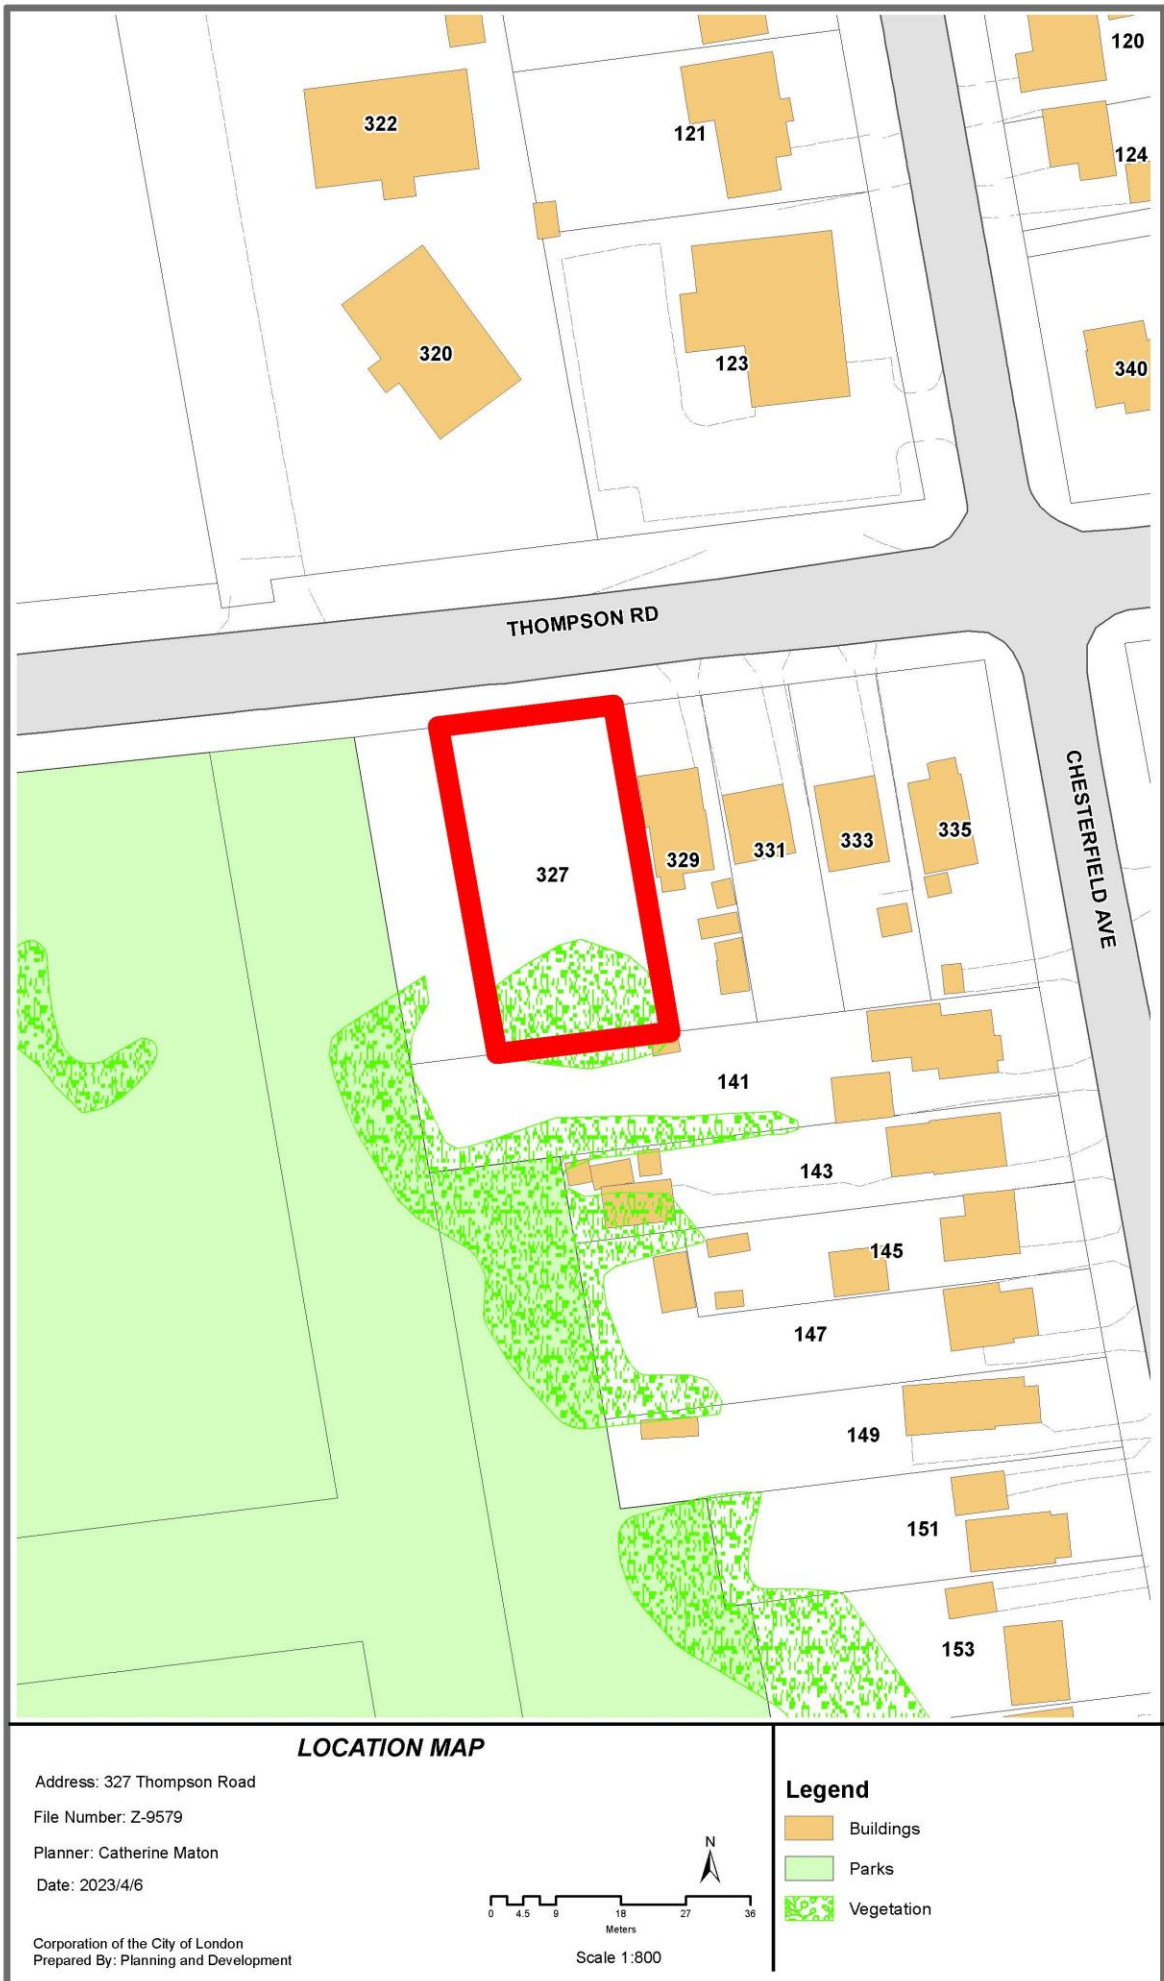 120
322
121
124
320
123
340
THOMPSON RD
CHESTERFIELD AVE
327
329
331
333
335
141
143
145
147
149
151
153
LOCATION MAP
Address: 327 Thompson Road
File Number: Z-9579
Planner: Catherine Maton
Date: 2023/4/6
Corporation of the City of London
Prepared By: Planning and Development
N
0 4.5 9 18 27 36
Meters
Scale 1:800
Legend
Buildings
Parks
Vegetation